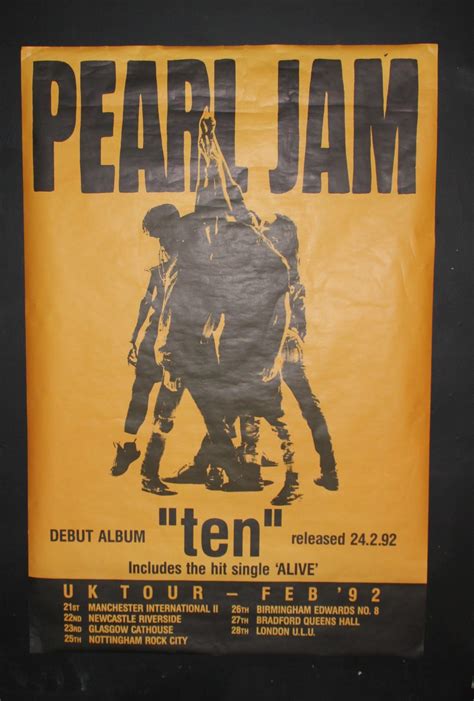 PEARL JAM
DEBUT ALBUM "ten" released 24.2.92
Includes the hit single 'ALIVE'
UK TOUR – FEB '92
21ST MANCHESTER INTERNATIONAL II
22ND NEWCASTLE RIVERSIDE
23RD GLASGOW CATHOUSE
25TH NOTTINGHAM ROCK CITY
26TH BIRMINGHAM EDWARDS NO. 8
27TH BRADFORD QUEENS HALL
28TH LONDON U.L.U.